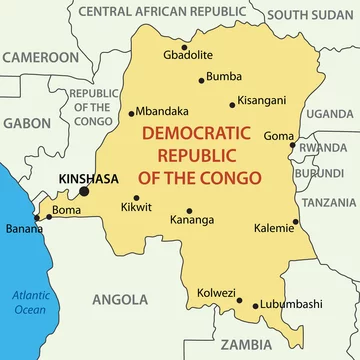 CENTRAL AFRICAN REPUBLIC
SOUTH SUDAN
CAMEROON
Gbadolite
Bumba
REPUBLIC
OF THE
CONGO
Kisangani
Mbandaka
UGANDA
GABON
DEMOCRATIC
REPUBLIC
OF THE CONGO
Goma
RWANDA
BURUNDI
KINSHASA
TANZANIA
Kikwit
Boma
Kananga
Banana
Kalemie
Atlantic
Ocean
ANGOLA
Kolwezi
Lubumbashi
ZAMBIA